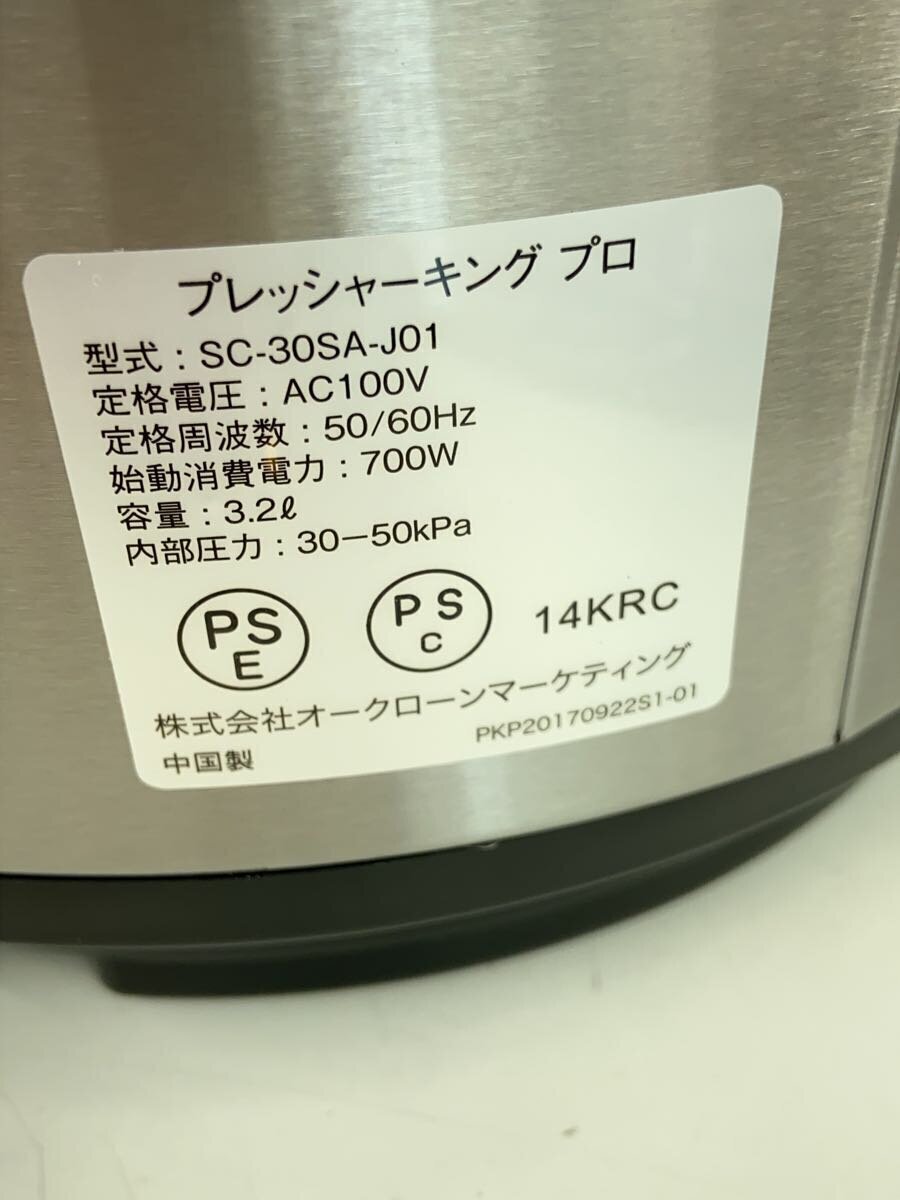 プレッシャーキング プロ
型式：SC-30SA-J01
定格電圧：AC100V
定格周波数：50/60Hz
始動消費電力：700W
容量：3.2ℓ
内部圧力：30－50kPa
PS
E
PS
C
14KRC
株式会社オークローンマーケティング
中国製
PKP20170922S1-01